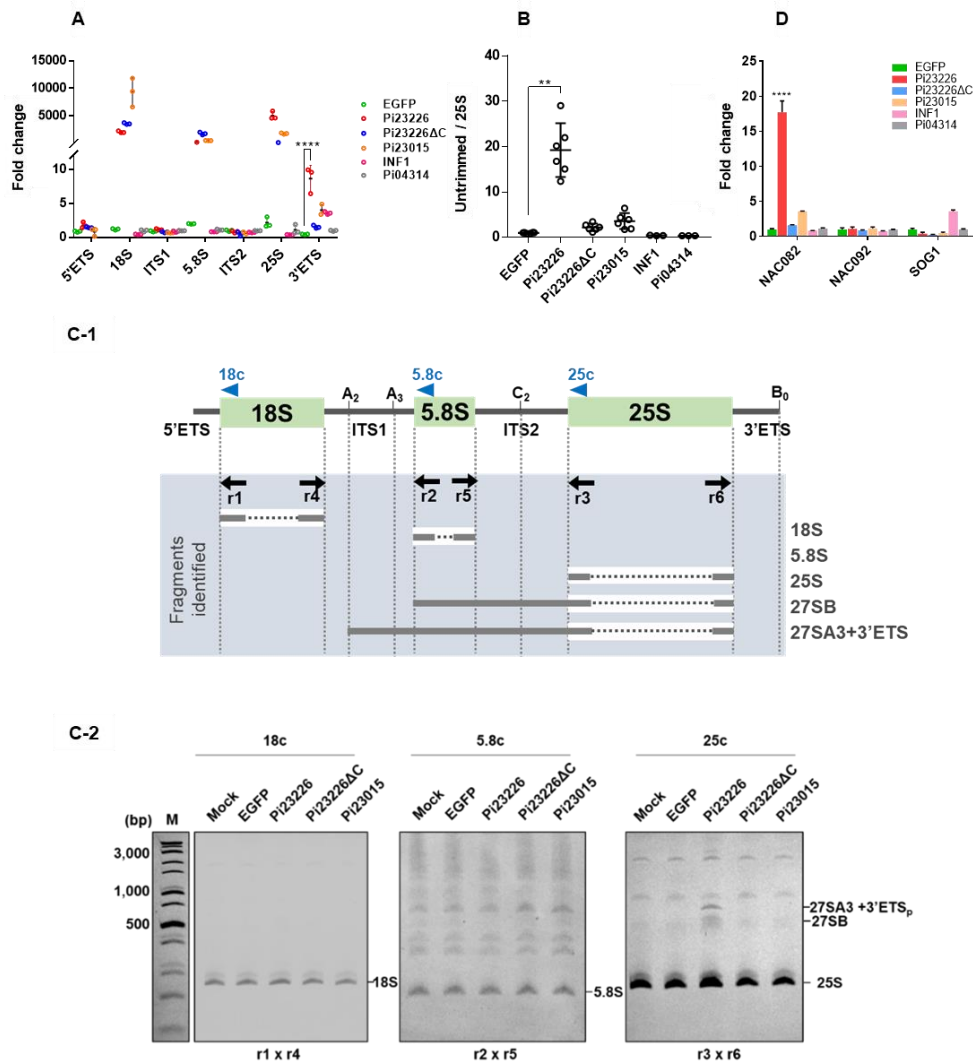 A
Fold change
15000
5000
10
5
0
5'ETS
18S
ITS1
5.8S
ITS2
25S
3'ETS
****
EGFP
Pi23226
Pi23226ΔC
Pi23015
INF1
Pi04314
B
Untrimmed / 25S
40
30
20
10
0
**
EGFP
Pi23226
Pi23226ΔC
Pi23015
INF1
Pi04314
D
Fold change
25
20
15
10
5
0
****
NAC082
NAC092
SOG1
EGFP
Pi23226
Pi23226ΔC
Pi23015
INF1
Pi04314
C-1
18c 5.8c 25c
A2 A3 C2 B0
18S 5.8S 25S
5'ETS ITS1 ITS2 3'ETS
r1 r4 r2 r5 r3 r6
Fragments
identified
18S
5.8S
25S
27SB
27SA3+3'ETS
C-2
18c 5.8c 25c
Mock EGFP Pi23226 Pi23226ΔC Pi23015
Mock EGFP Pi23226 Pi23226ΔC Pi23015
Mock EGFP Pi23226 Pi23226ΔC Pi23015
(bp) M
3,000
1,000
500
18S
5.8S
27SA3 +3'ETSp
27SB
25S
r1 x r4 r2 x r5 r3 x r6